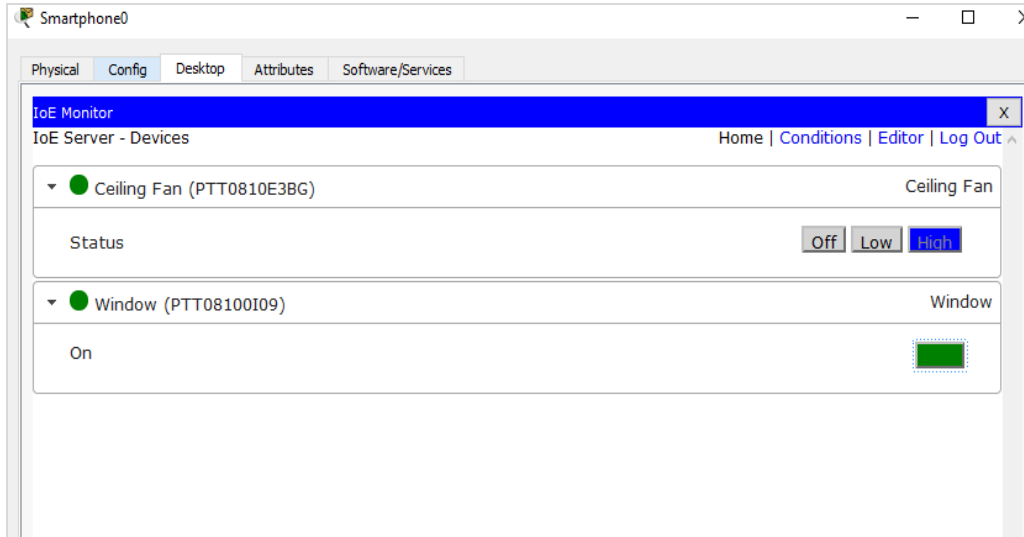 Smartphone0
Physical Config Desktop Attributes Software/Services
IoE Monitor X
IoE Server - Devices Home | Conditions | Editor | Log Out
Ceiling Fan (PTT0810E3BG) Ceiling Fan
Status Off Low High
Window (PTT08100I09) Window
On